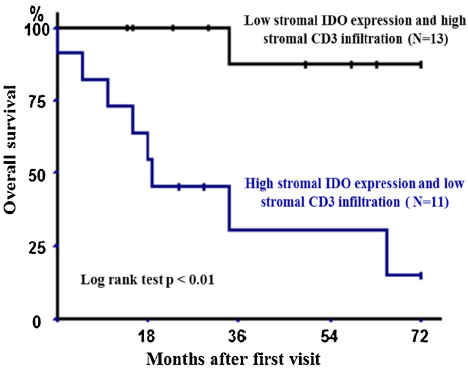 %
Low stromal IDO expression and high
stromal CD3 infiltration (N=13)
100
75
50
25
0
Overall survival
High stromal IDO expression and low
stromal CD3 infiltration ( N=11)
Log rank test p < 0.01
18 36 54 72
Months after first visit